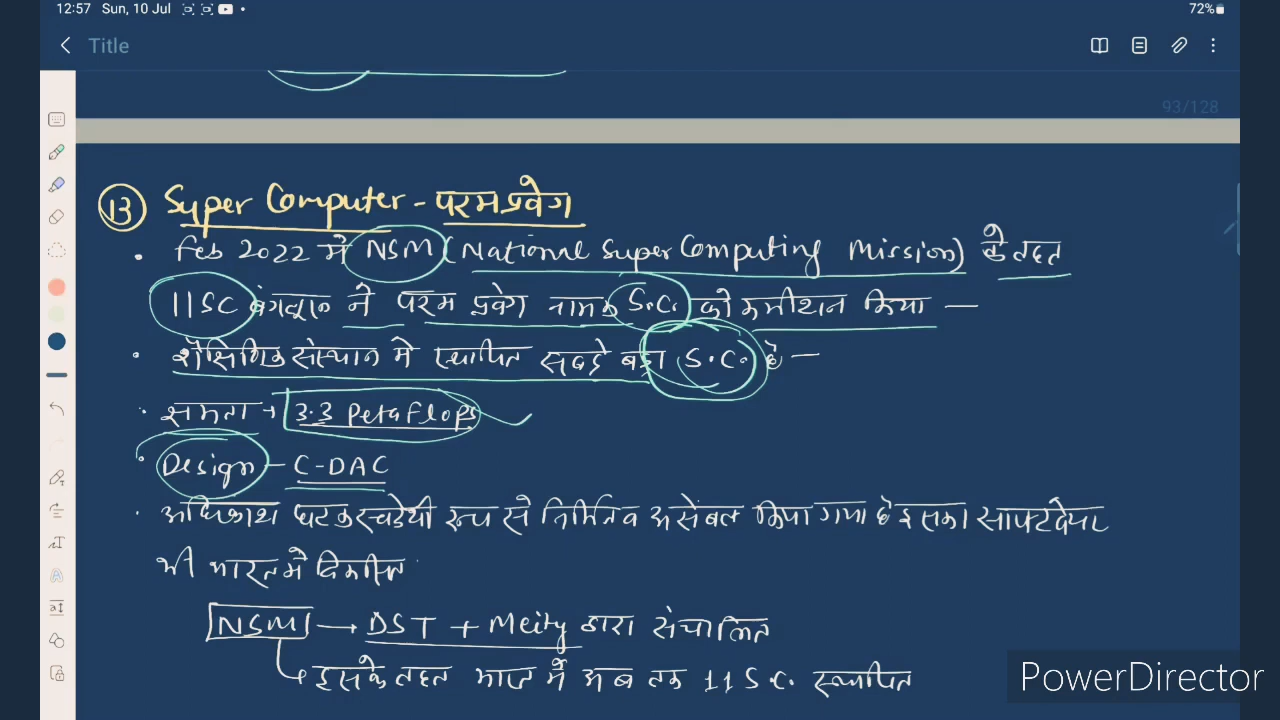 12:57 Sun, 10 Jul
72%
Title
93/128
13 Super Computer - परम प्रवेग
Feb 2022 में NSM (National Super Computing Mission) के तहत
IISC बंगलूरू ने परम प्रवेग नामक S.C. को कमीशन किया —
शैक्षिणिक संस्थान में स्थापित सबसे बड़ा S.C. है —
क्षमता → 3.3 Petaflops
Design - C-DAC
अधिकांश घटक स्वदेशी रूप से निर्मित व असेंबल किया गया है इसका साफ्टवेयर
भी भारत में विकसित
NSM → DST + Meity द्वारा संचालित
इसके तहत भारत में अब तक 11 S.C. स्थापित
PowerDirector